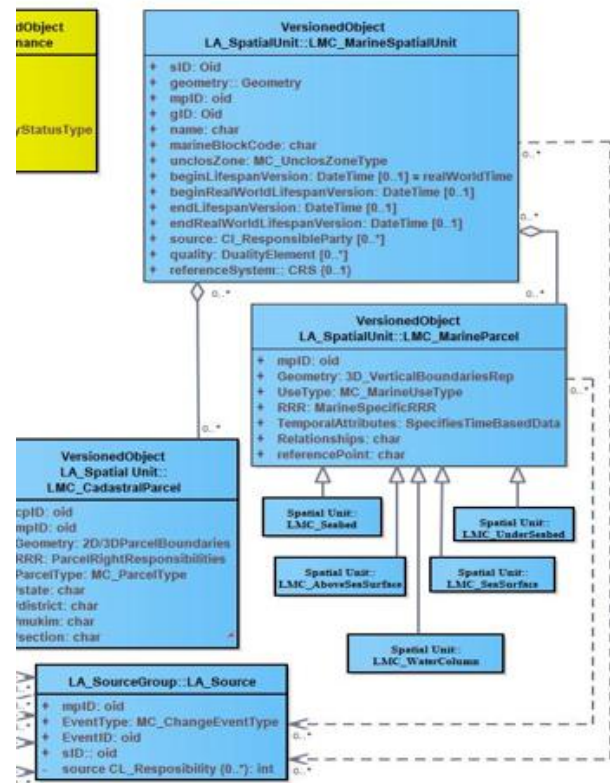 dObject
nance
yStatusType
VersionedObject
LA_SpatialUnit::LMC_MarineSpatialUnit
+ sID: Oid
+ geometry:: Geometry
+ mpID: oid
+ gID: Oid
+ name: char
+ marineBlockCode: char
+ unclosZone: MC_UnclosZoneType
+ beginLifespanVersion: DateTime [0..1] = realWorldTime
+ beginRealWorldLifespanVersion: DateTime [0..1]
+ endLifespanVersion: DateTime [0..1]
+ endRealWorldLifespanVersion: DateTime [0..1]
+ source: CI_ResponsibleParty [0..*]
+ quality: DualityElement [0..*]
+ referenceSystem:: CRS {0..1)
0..*
0..*
0..*
0..*
VersionedObject
LA_SpatialUnit::LMC_MarineParcel
+ mpID: oid
+ Geometry: 3D_VerticalBoundariesRep
+ UseType: MC_MarineUseType
+ RRR: MarineSpecificRRR
+ TemporalAttributes: SpecifiesTimeBasedData
+ Relationships: char
+ referencePoint: char
0..*
0..*
VersionedObject
LA_Spatial Unit::
LMC_CadastralParcel
cpID: oid
mpID: oid
Geometry: 2D/3DParcelBoundaries
RRR: ParcelRightResponsibilities
ParcelType: MC_ParcelType
state: char
district: char
mukim: char
section: char
Spatial Unit::
LMC_Seabed
Spatial Unit::
LMC_UnderSeabed
Spatial Unit::
LMC_AboveSeaSurface
Spatial Unit::
LMC_SeaSurface
Spatial Unit::
LMC_WaterColumn
LA_SourceGroup::LA_Source
+ mpID: oid
+ EventType: MC_ChangeEventType
+ EventID: oid
+ sID:: oid
- source CL_Resposibility {0..*): int
0..*
0..*